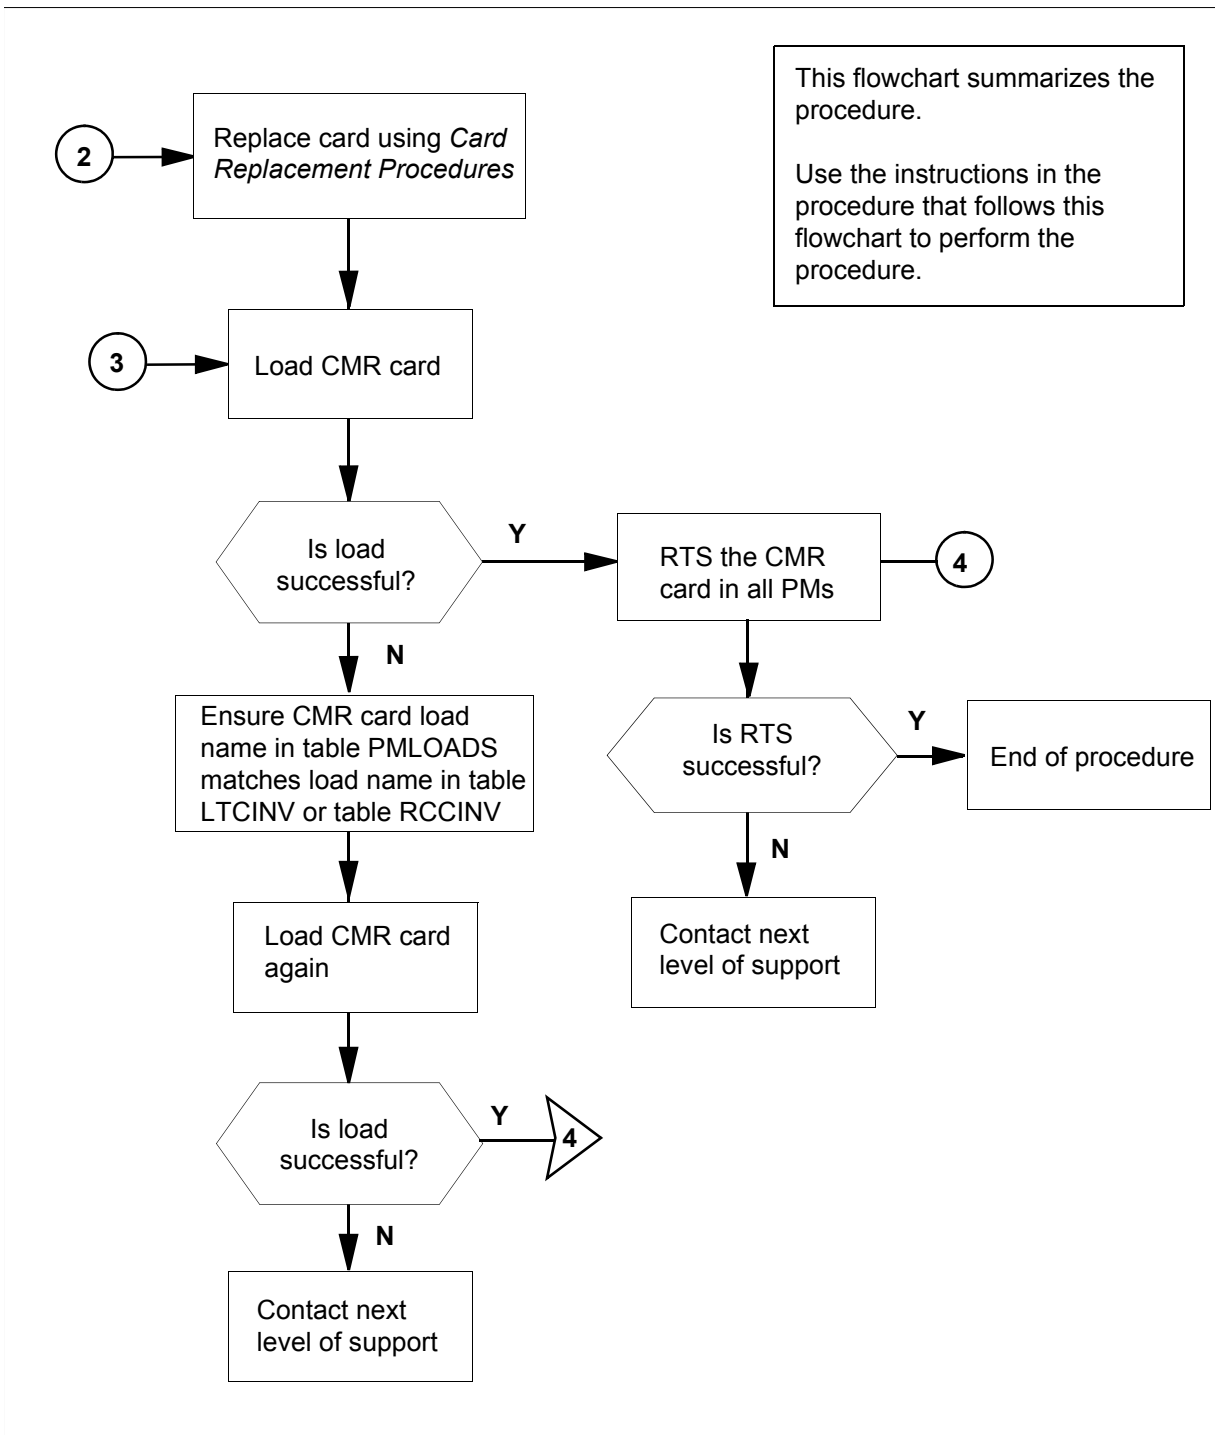 This flowchart summarizes the
procedure.
Use the instructions in the
procedure that follows this
flowchart to perform the
procedure.
2
Replace card using Card
Replacement Procedures
3
Load CMR card
Is load
successful?
Y
RTS the CMR
card in all PMs
4
N
Ensure CMR card load
name in table PMLOADS
matches load name in table
LTCINV or table RCCINV
Is RTS
successful?
Y
End of procedure
N
Load CMR card
again
Contact next
level of support
Is load
successful?
Y
4
N
Contact next
level of support